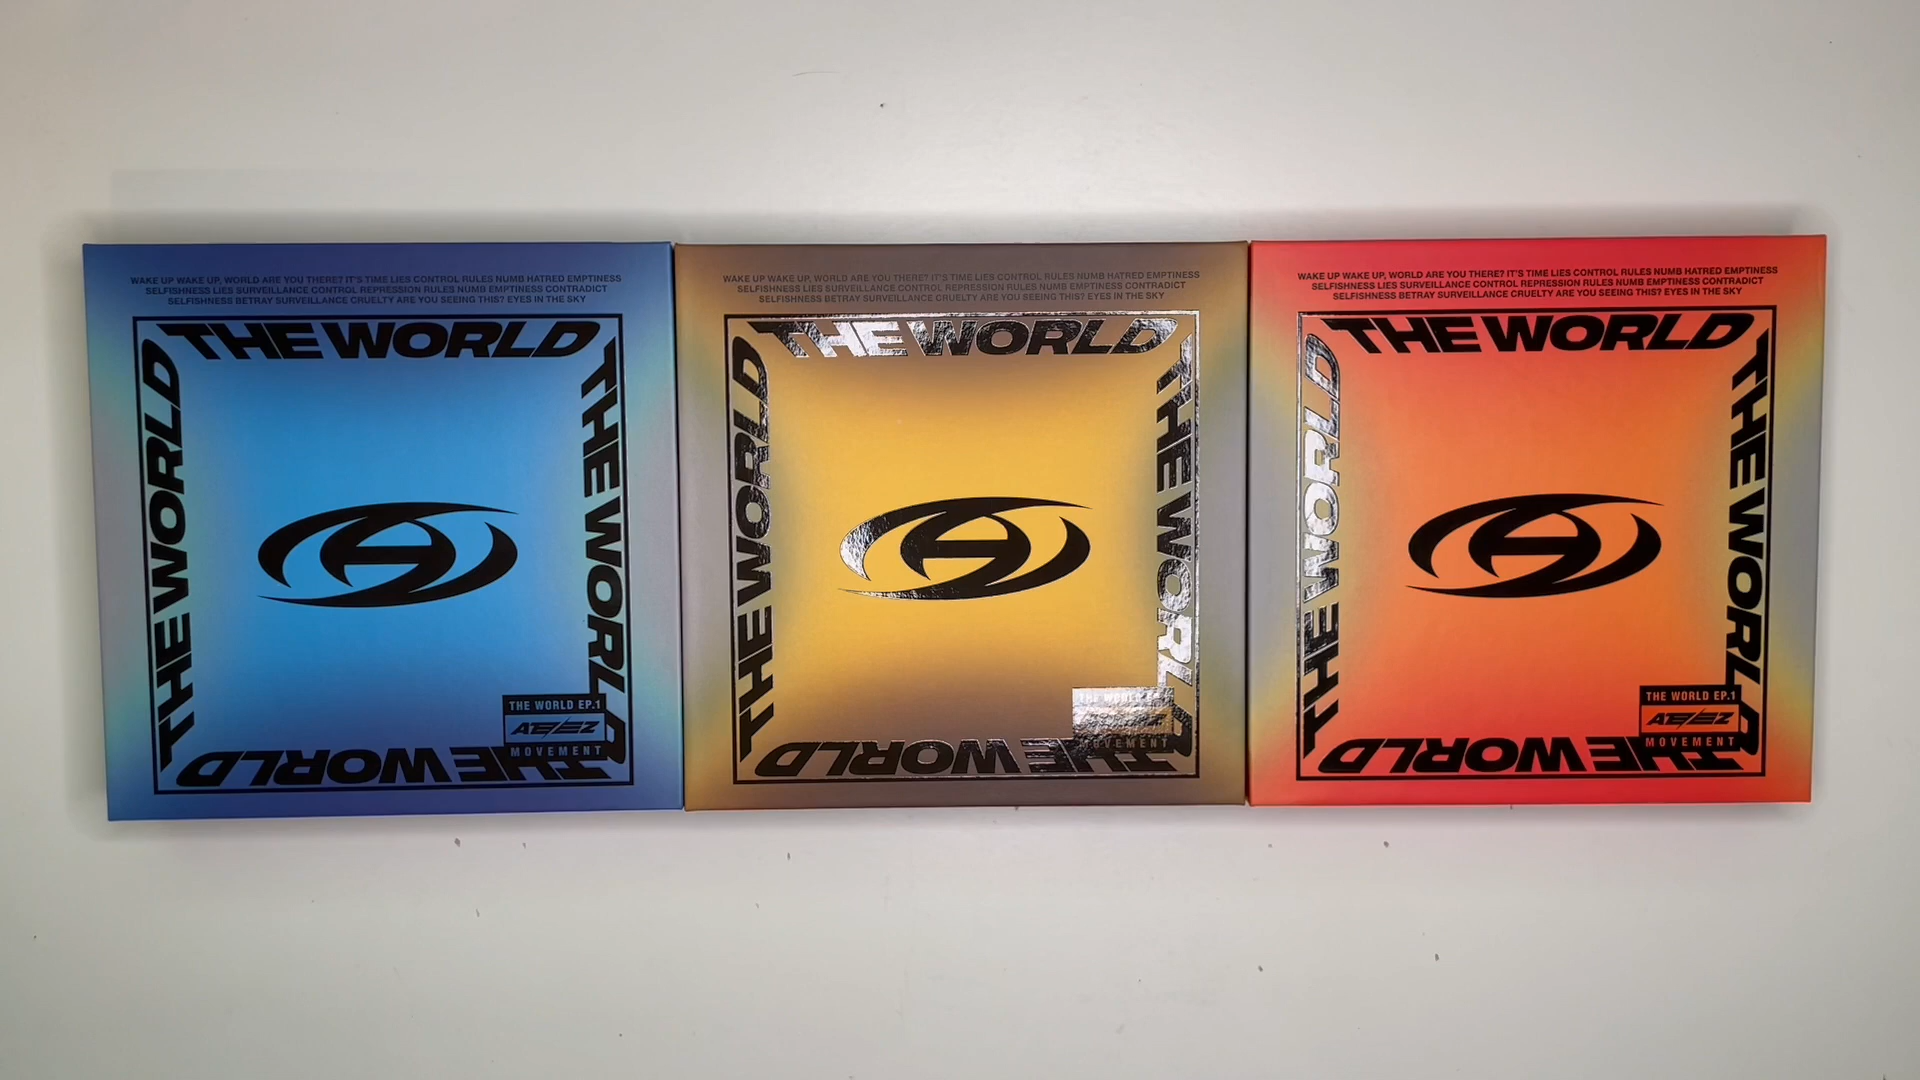 WAKE UP WAKE UP, WORLD ARE YOU THERE? IT'S TIME LIES CONTROL RULES NUMB HATRED EMPTINESS
SELFISHNESS LIES SURVEILLANCE CONTROL REPRESSION RULES NUMB EMPTINESS CONTRADICT
SELFISHNESS BETRAY SURVEILLANCE CRUELTY ARE YOU SEEING THIS? EYES IN THE SKY
THE WORLD
THE WORLD
THE WORLD
THE WORLD
THE WORLD EP.1
ATEEZ
MOVEMENT
WAKE UP WAKE UP, WORLD ARE YOU THERE? IT'S TIME LIES CONTROL RULES NUMB HATRED EMPTINESS
SELFISHNESS LIES SURVEILLANCE CONTROL REPRESSION RULES NUMB EMPTINESS CONTRADICT
SELFISHNESS BETRAY SURVEILLANCE CRUELTY ARE YOU SEEING THIS? EYES IN THE SKY
THE WORLD
THE WORLD
THE WORLD
THE WORLD
THE WORLD EP.1
ATEEZ
MOVEMENT
WAKE UP WAKE UP, WORLD ARE YOU THERE? IT'S TIME LIES CONTROL RULES NUMB HATRED EMPTINESS
SELFISHNESS LIES SURVEILLANCE CONTROL REPRESSION RULES NUMB EMPTINESS CONTRADICT
SELFISHNESS BETRAY SURVEILLANCE CRUELTY ARE YOU SEEING THIS? EYES IN THE SKY
THE WORLD
THE WORLD
THE WORLD
THE WORLD
THE WORLD EP.1
ATEEZ
MOVEMENT